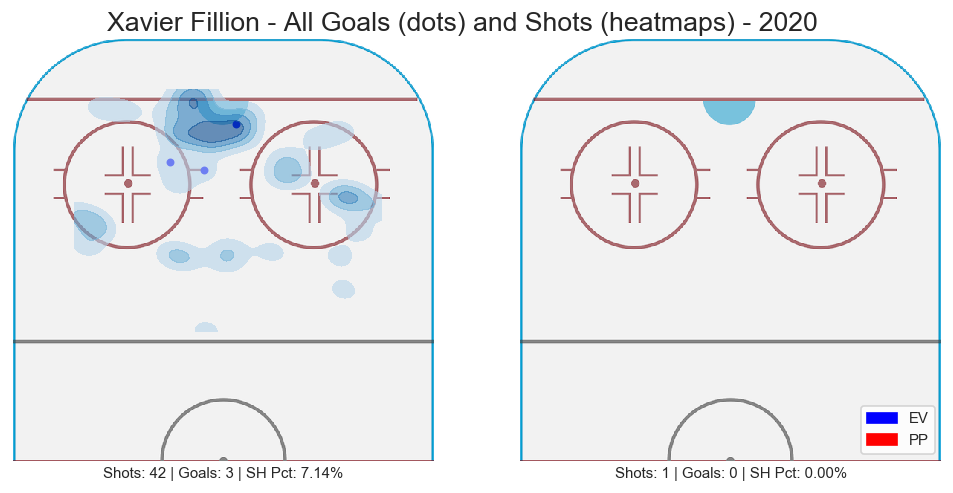 Xavier Fillion - All Goals (dots) and Shots (heatmaps) - 2020
EV
PP
Shots: 42 | Goals: 3 | SH Pct: 7.14%
Shots: 1 | Goals: 0 | SH Pct: 0.00%